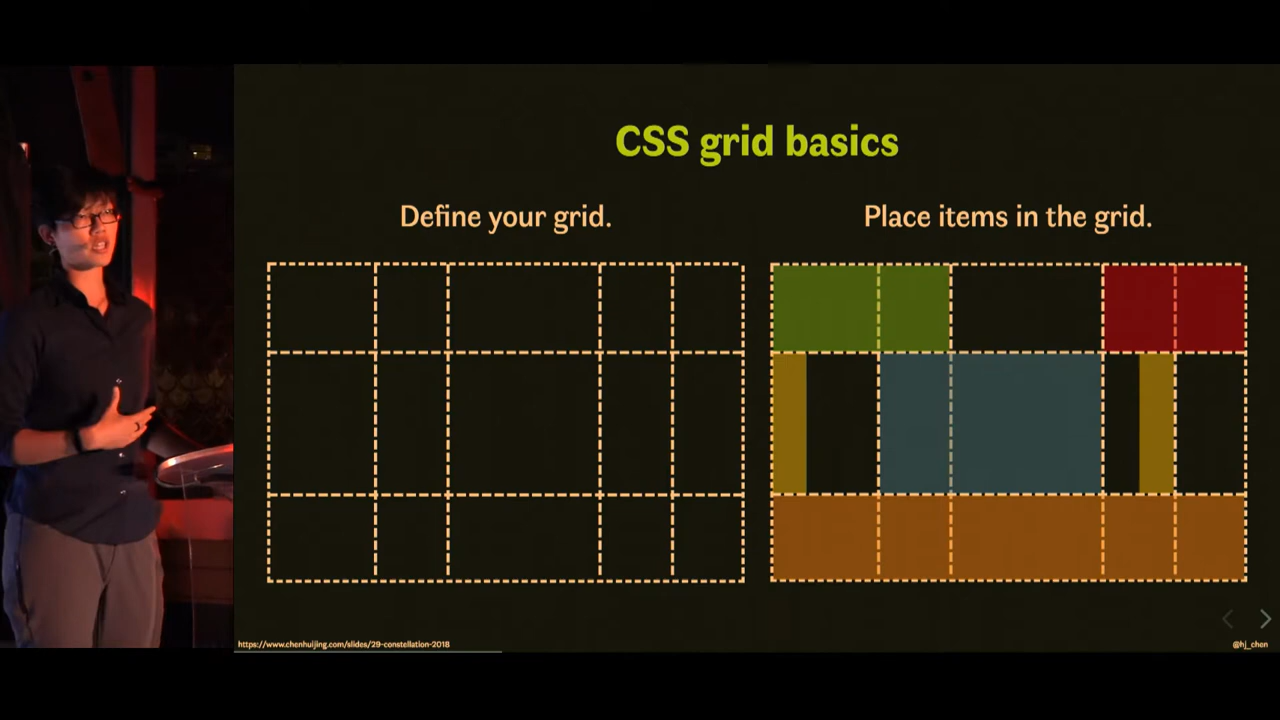 CSS grid basics
Define your grid.
Place items in the grid.
https://www.chenhuijing.com/slides/29-constellation-2018
@hj_chen